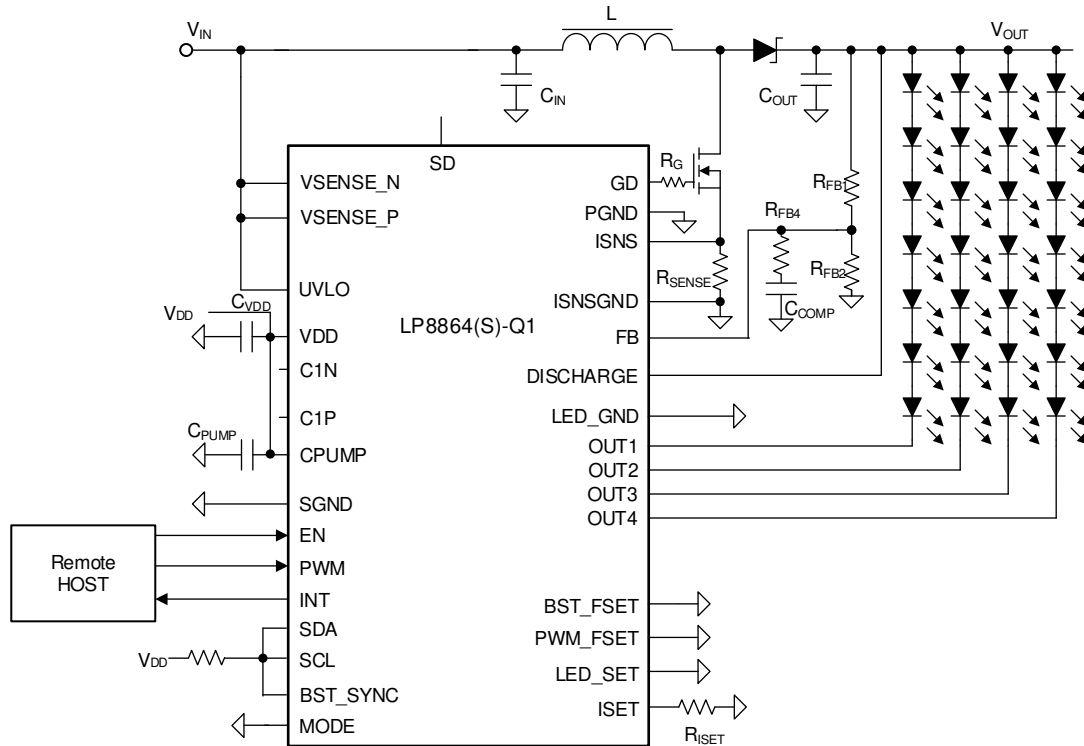 VIN
L
VOUT
CIN
COUT
SD
RG
RFB1
RFB4
RFB2
RSENSE
CCOMP
VSENSE_N
VSENSE_P
UVLO
VDD
CVDD
VDD
C1N
C1P
CPUMP
CPUMP
SGND
EN
PWM
INT
SDA
SCL
BST_SYNC
MODE
LP8864(S)-Q1
GD
PGND
ISNS
ISNSGND
FB
DISCHARGE
LED_GND
OUT1
OUT2
OUT3
OUT4
BST_FSET
PWM_FSET
LED_SET
ISET
RISET
Remote
HOST
VDD